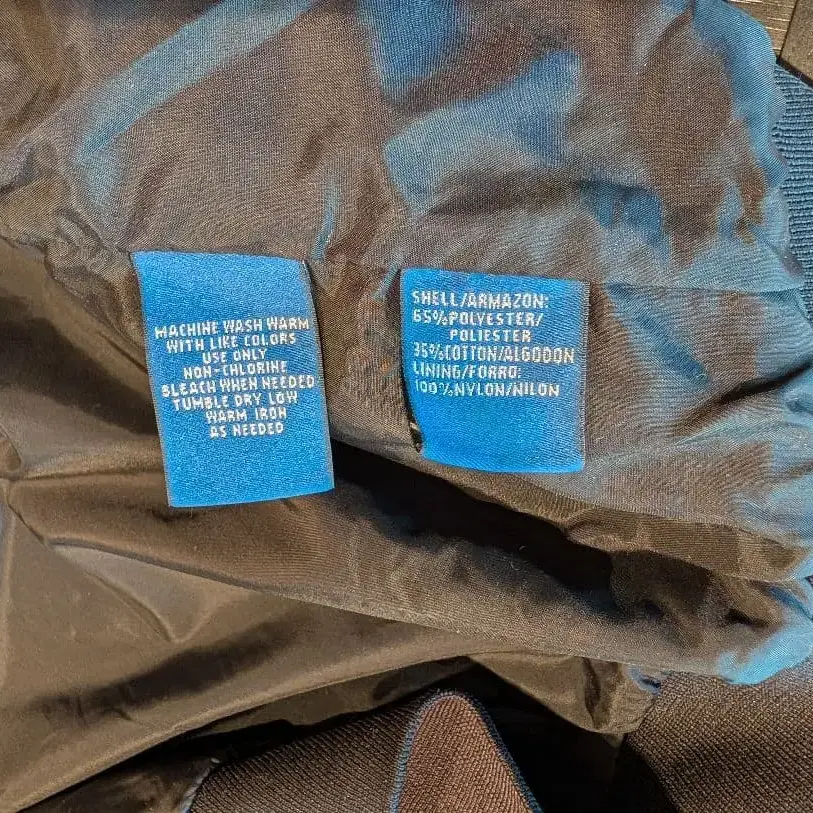 MACHINE WASH WARM
WITH LIKE COLORS
USE ONLY
NON-CHLORINE
BLEACH WHEN NEEDED
TUMBLE DRY LOW
WARM IRON
AS NEEDED
SHELL/ARMAZON:
65%POLYESTER/
POLIESTER
35%COTTON/ALGODON
LINING/FORRO:
100%NYLON/NILON